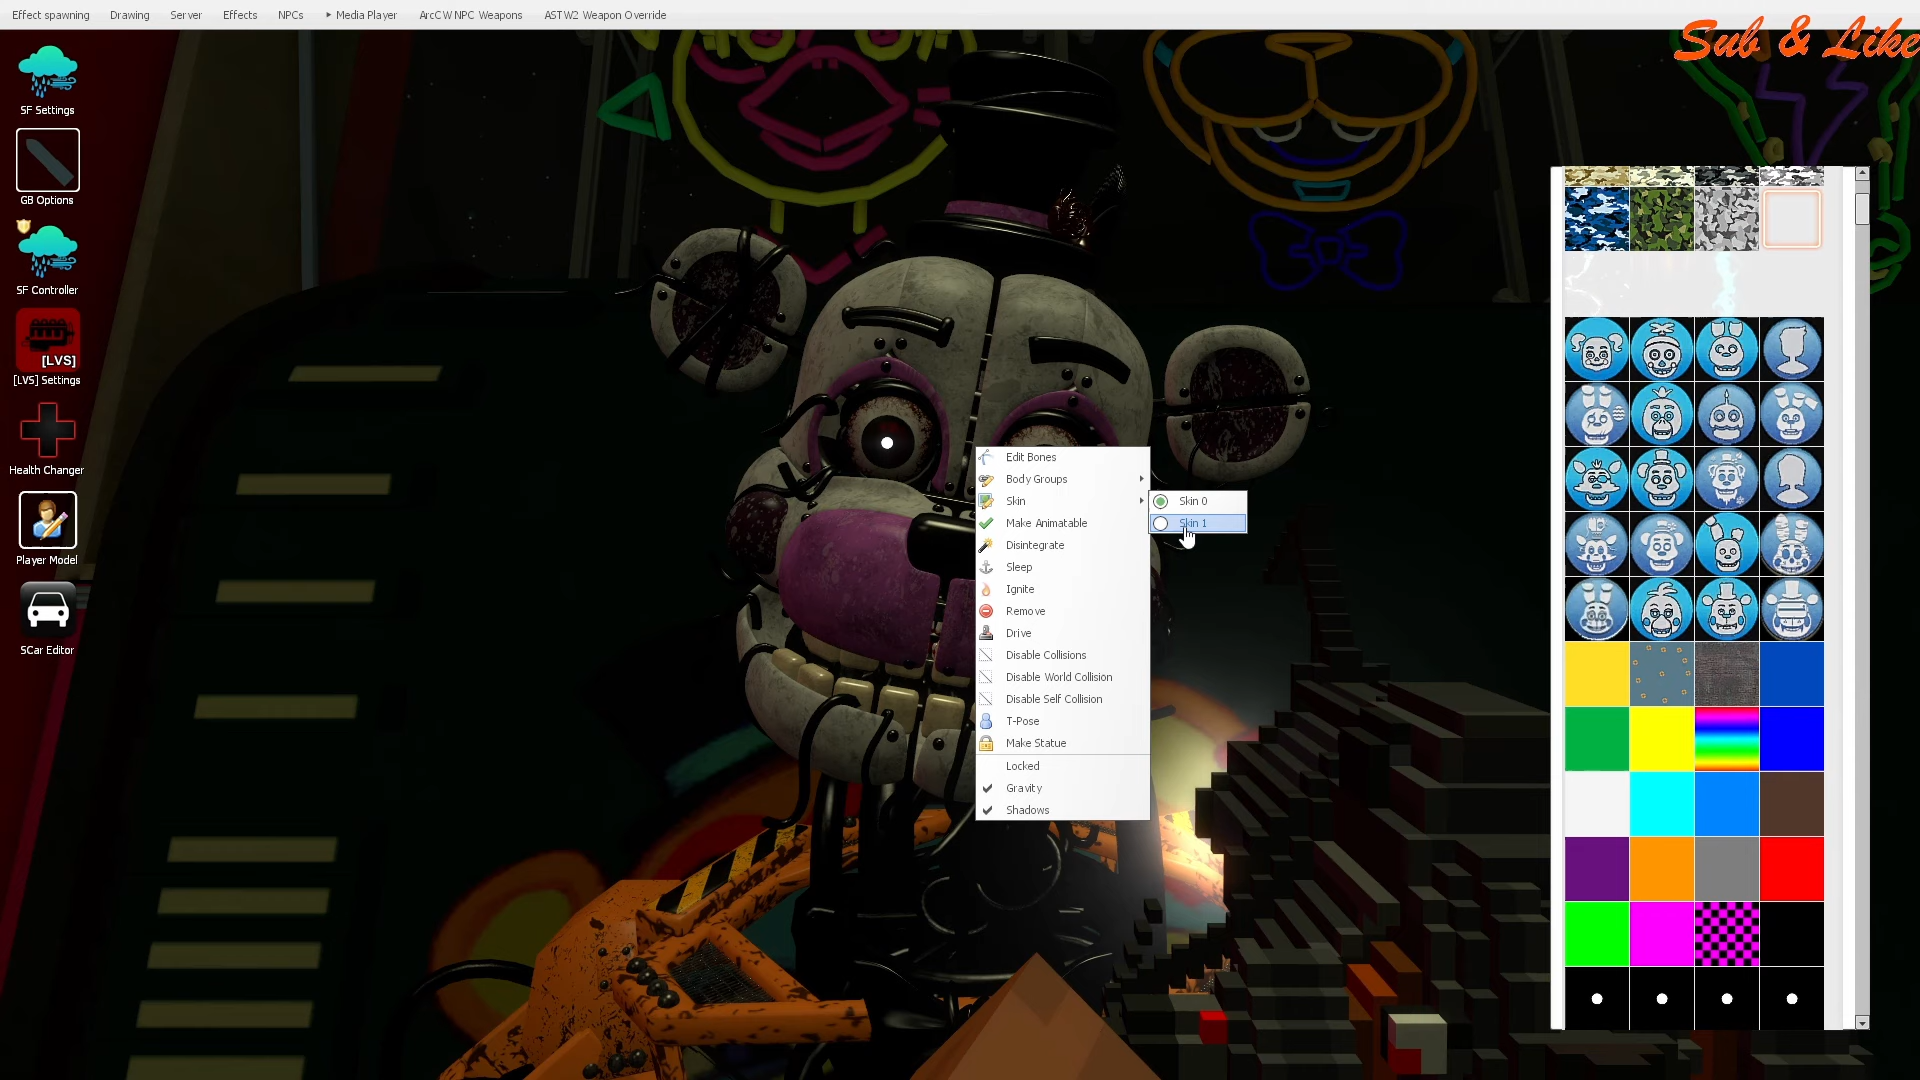 Effect spawning Drawing Server Effects NPCs Media Player ArcCW NPC Weapons ASTW2 Weapon Override
Sub & Like
SF Settings
GB Options
SF Controller
[LVS]
[LVS] Settings
Health Changer
Player Model
SCar Editor
Edit Bones
Body Groups
Skin
Make Animatable
Disintegrate
Sleep
Ignite
Remove
Drive
Disable Collisions
Disable World Collision
Disable Self Collision
T-Pose
Make Statue
Locked
Gravity
Shadows
Skin 0
Skin 1